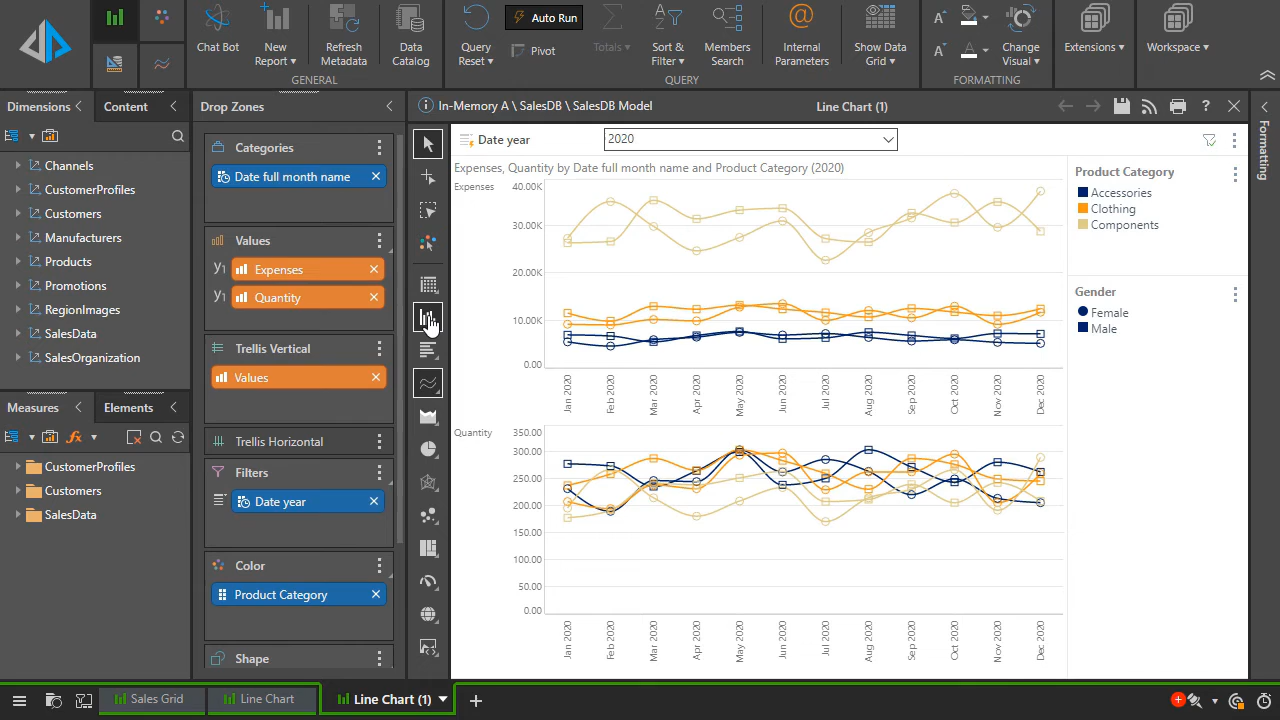 Chat Bot
New Report
Refresh Metadata
Data Catalog
GENERAL
Query Reset
Auto Run
Pivot
Totals
Sort & Filter
Members Search
QUERY
Internal Parameters
Show Data Grid
A
A
A
Change Visual
FORMATTING
Extensions
Workspace
Dimensions
Content
Channels
CustomerProfiles
Customers
Manufacturers
Products
Promotions
RegionImages
SalesData
SalesOrganization
Measures
Elements
fx
CustomerProfiles
Customers
SalesData
Drop Zones
Categories
Date full month name
Values
y1 Expenses
y1 Quantity
Trellis Vertical
Values
Trellis Horizontal
Filters
Date year
Color
Product Category
Shape
In-Memory A \ SalesDB \ SalesDB Model
Line Chart (1)
Date year
2020
Expenses, Quantity by Date full month name and Product Category (2020)
Expenses
40.00K
30.00K
20.00K
10.00K
0.00
Jan 2020
Feb 2020
Mar 2020
Apr 2020
May 2020
Jun 2020
Jul 2020
Aug 2020
Sep 2020
Oct 2020
Nov 2020
Dec 2020
Quantity
350.00
300.00
250.00
200.00
150.00
100.00
50.00
0.00
Jan 2020
Feb 2020
Mar 2020
Apr 2020
May 2020
Jun 2020
Jul 2020
Aug 2020
Sep 2020
Oct 2020
Nov 2020
Dec 2020
Product Category
Accessories
Clothing
Components
Gender
Female
Male
Formatting
Sales Grid
Line Chart
Line Chart (1)